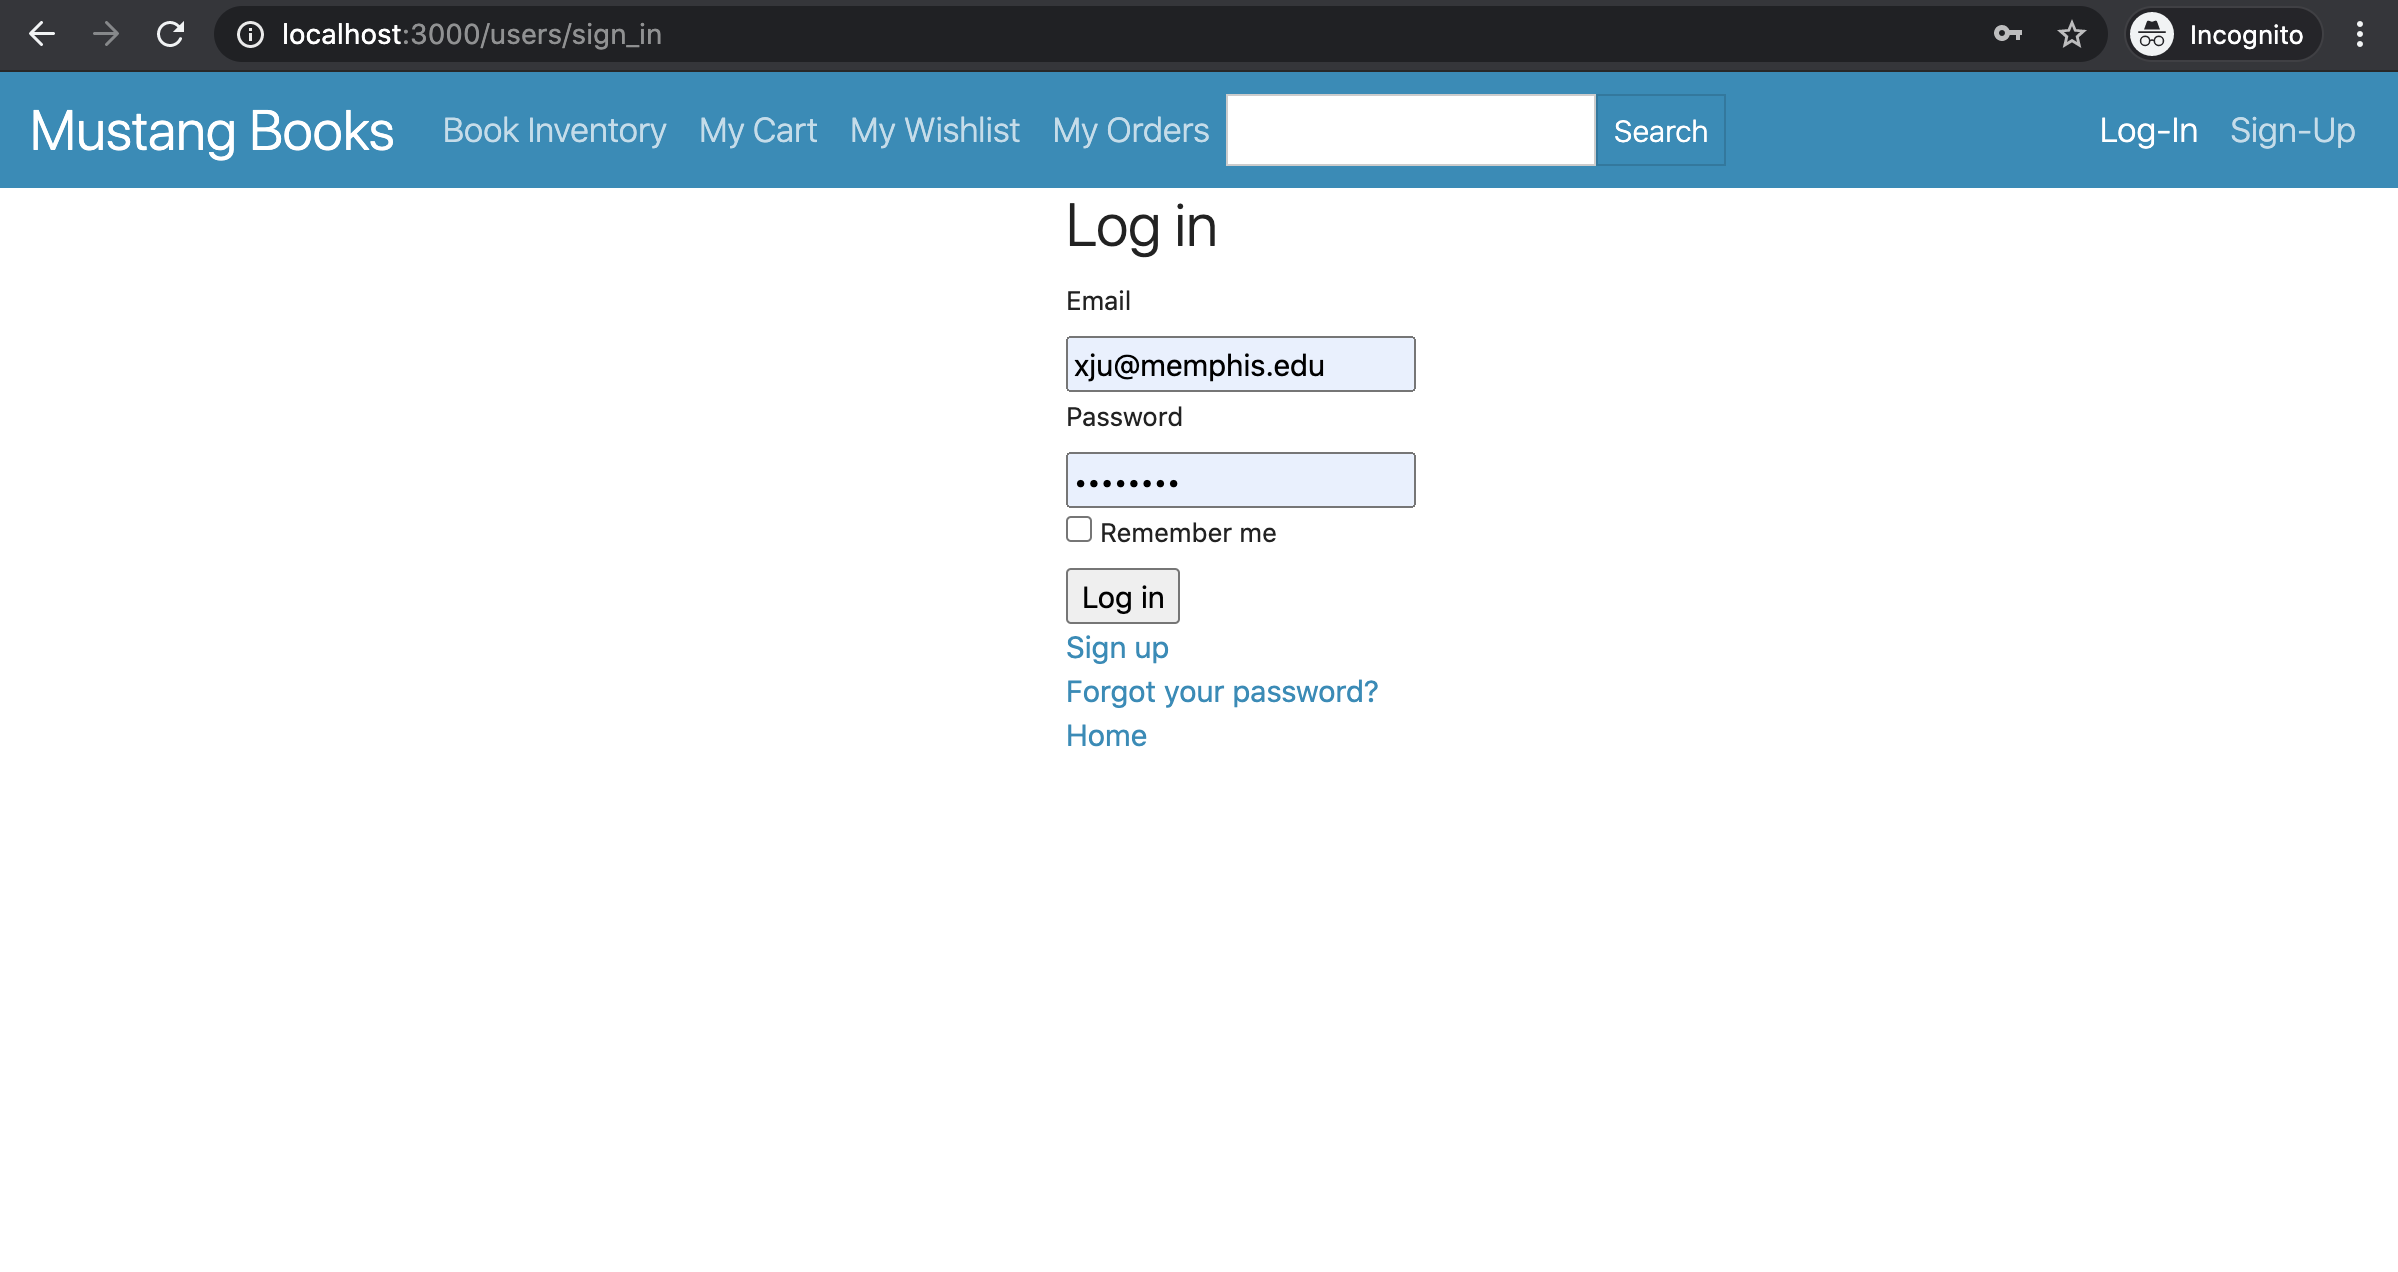 localhost:3000/users/sign_in Incognito
Mustang Books Book Inventory My Cart My Wishlist My Orders Search Log-In Sign-Up
Log in
Email
xju@memphis.edu
Password
••••••••
Remember me
Log in
Sign up
Forgot your password?
Home